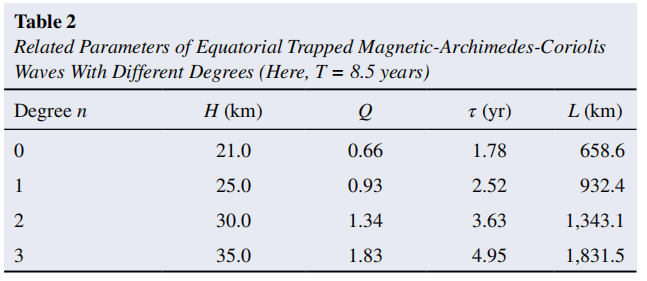 Table 2
Related Parameters of Equatorial Trapped Magnetic-Archimedes-Coriolis
Waves With Different Degrees (Here, T = 8.5 years)
Degree n H (km) Q τ (yr) L (km)
0 21.0 0.66 1.78 658.6
1 25.0 0.93 2.52 932.4
2 30.0 1.34 3.63 1,343.1
3 35.0 1.83 4.95 1,831.5